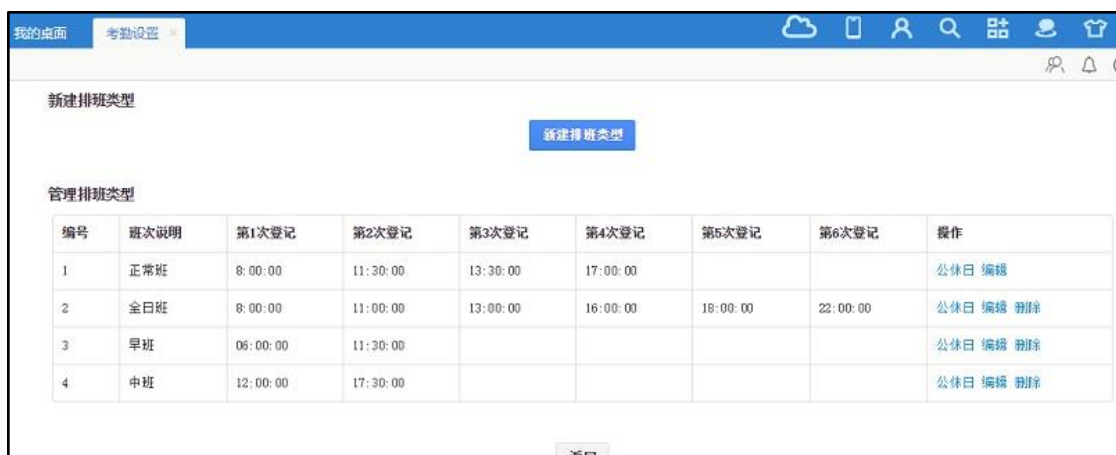 我的桌面 考勤设置 ×
新建排班类型
新建排班类型
管理排班类型
编号 班次说明 第1次登记 第2次登记 第3次登记 第4次登记 第5次登记 第6次登记 操作
1 正常班 8:00:00 11:30:00 13:30:00 17:00:00 公休日 编辑
2 全日班 8:00:00 11:00:00 13:00:00 16:00:00 18:00:00 22:00:00 公休日 编辑 删除
3 早班 06:00:00 11:30:00 公休日 编辑 删除
4 中班 12:00:00 17:30:00 公休日 编辑 删除